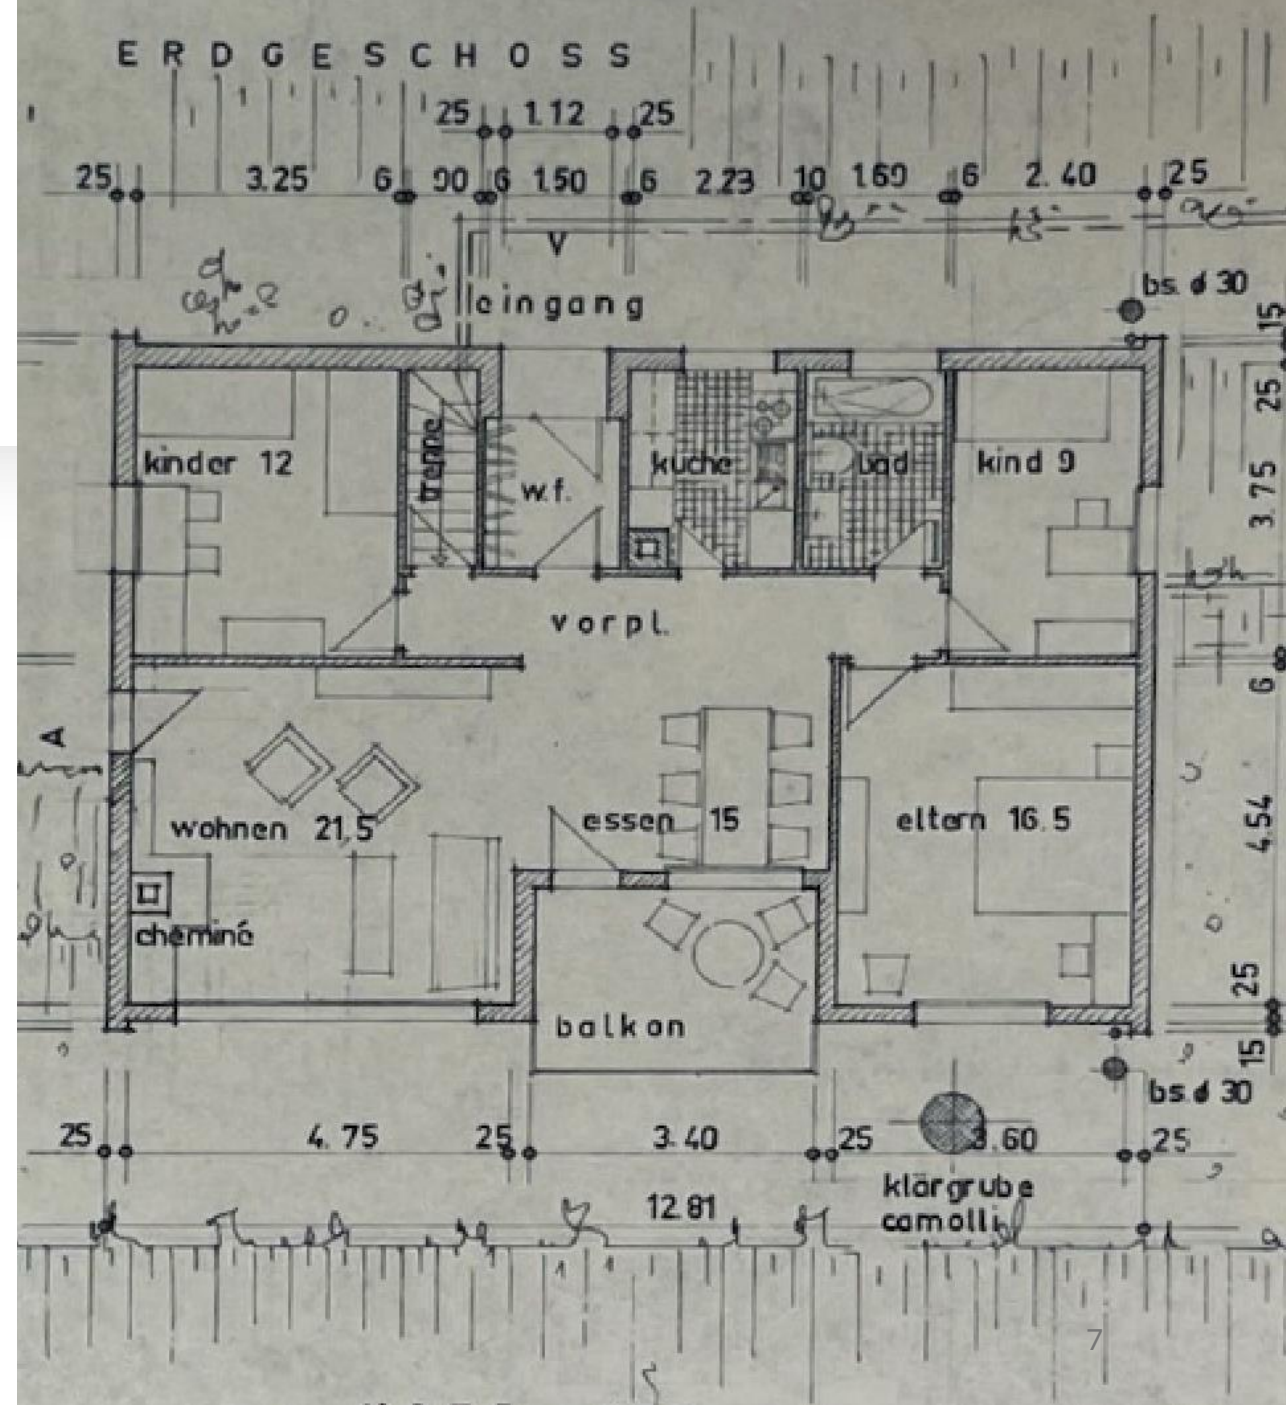 ERDGESCHOSS
25 1.12 25
25 3.25 6 90 6 1.50 6 2.23 10 1.69 6 2.40 25
V
eingang
bs. ø 30
15
25
kinder 12
treppe
w.f.
küche
bad
kind 9
3.75
vorpl.
6
A
wohnen 21,5
essen 15
eltern 16.5
4.54
cheminé
25
balkon
15
bs. ø 30
25 4.75 25 3.40 25 3.60 25
klärgrube
camolli
12.81
7